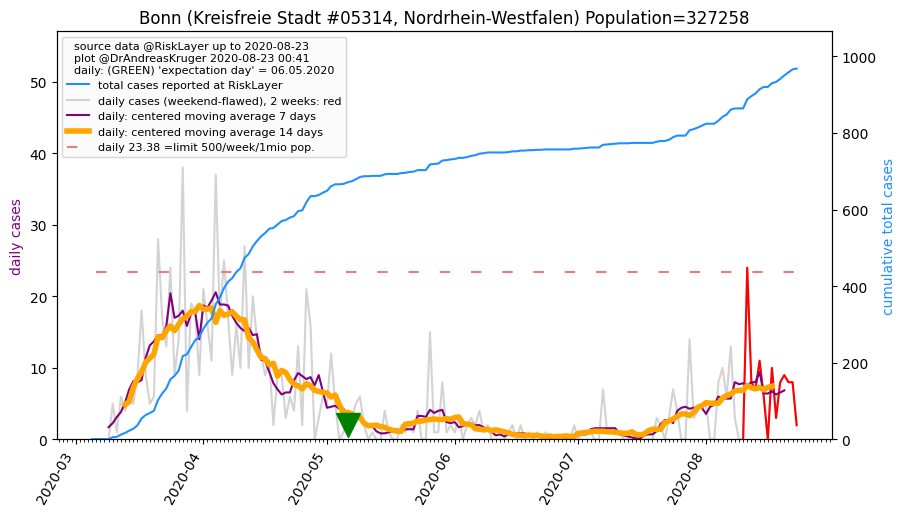 Bonn (Kreisfreie Stadt #05314, Nordrhein-Westfalen) Population=327258
source data @RiskLayer up to 2020-08-23
plot @DrAndreasKruger 2020-08-23 00:41
daily: (GREEN) 'expectation day' = 06.05.2020
total cases reported at RiskLayer
daily cases (weekend-flawed), 2 weeks: red
daily: centered moving average 7 days
daily: centered moving average 14 days
daily 23.38 =limit 500/week/1mio pop.
daily cases
50
40
30
20
10
0
1000
800
600
400
200
0
cumulative total cases
2020-03
2020-04
2020-05
2020-06
2020-07
2020-08